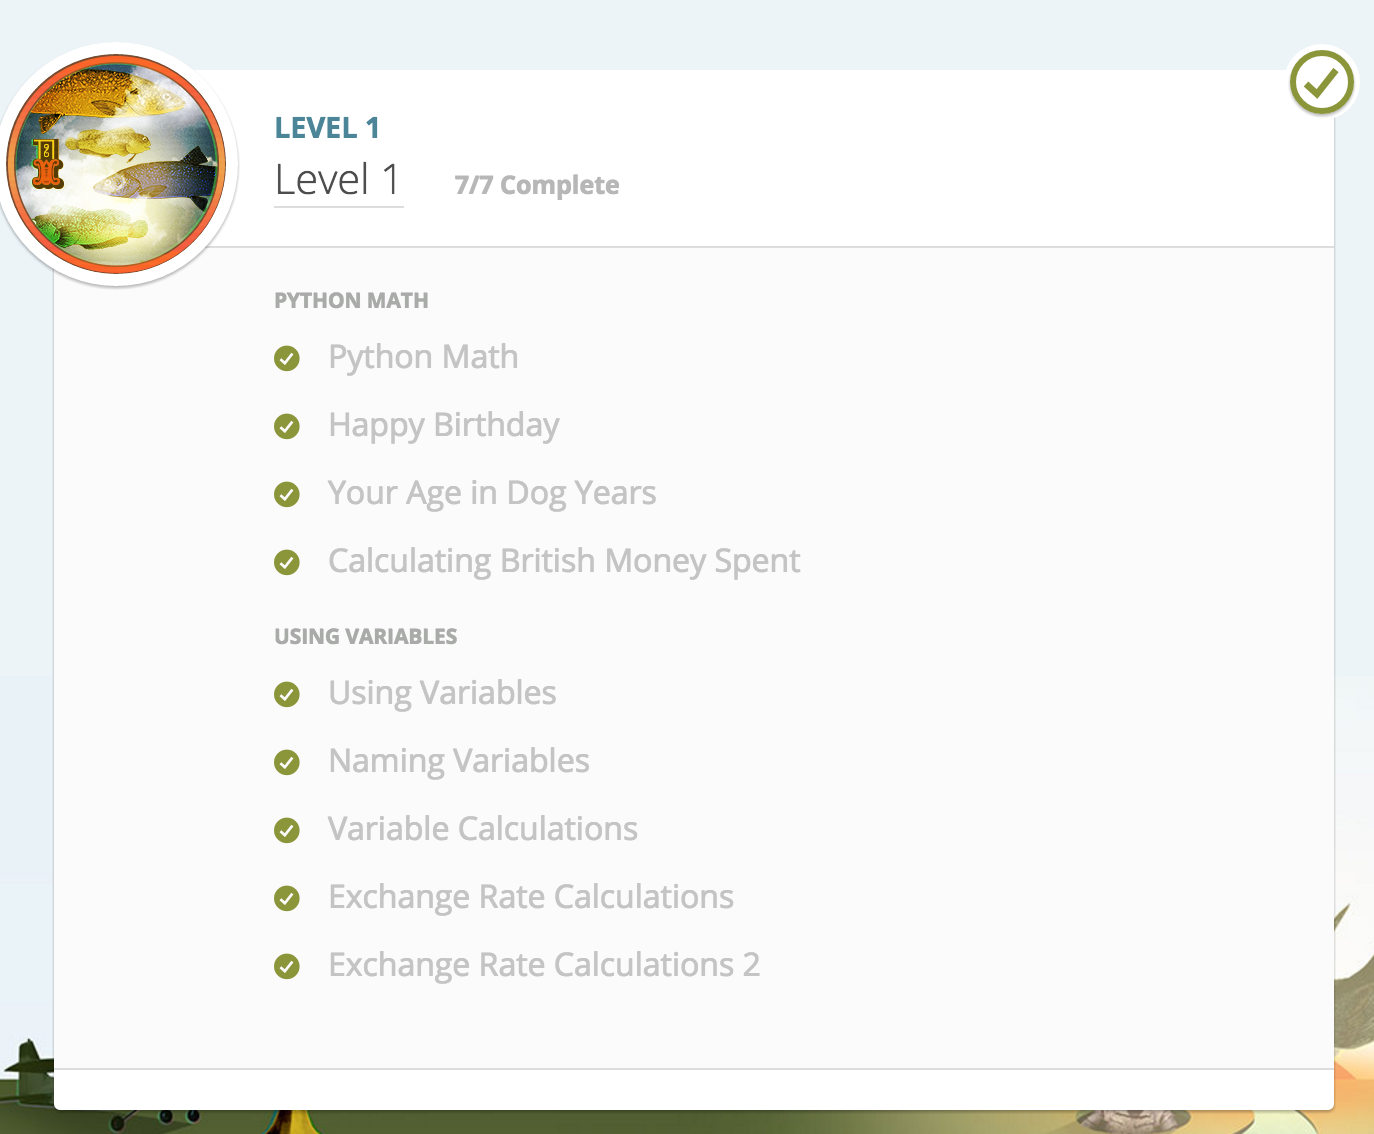 LEVEL 1
Level 1 7/7 Complete
PYTHON MATH
Python Math
Happy Birthday
Your Age in Dog Years
Calculating British Money Spent
USING VARIABLES
Using Variables
Naming Variables
Variable Calculations
Exchange Rate Calculations
Exchange Rate Calculations 2